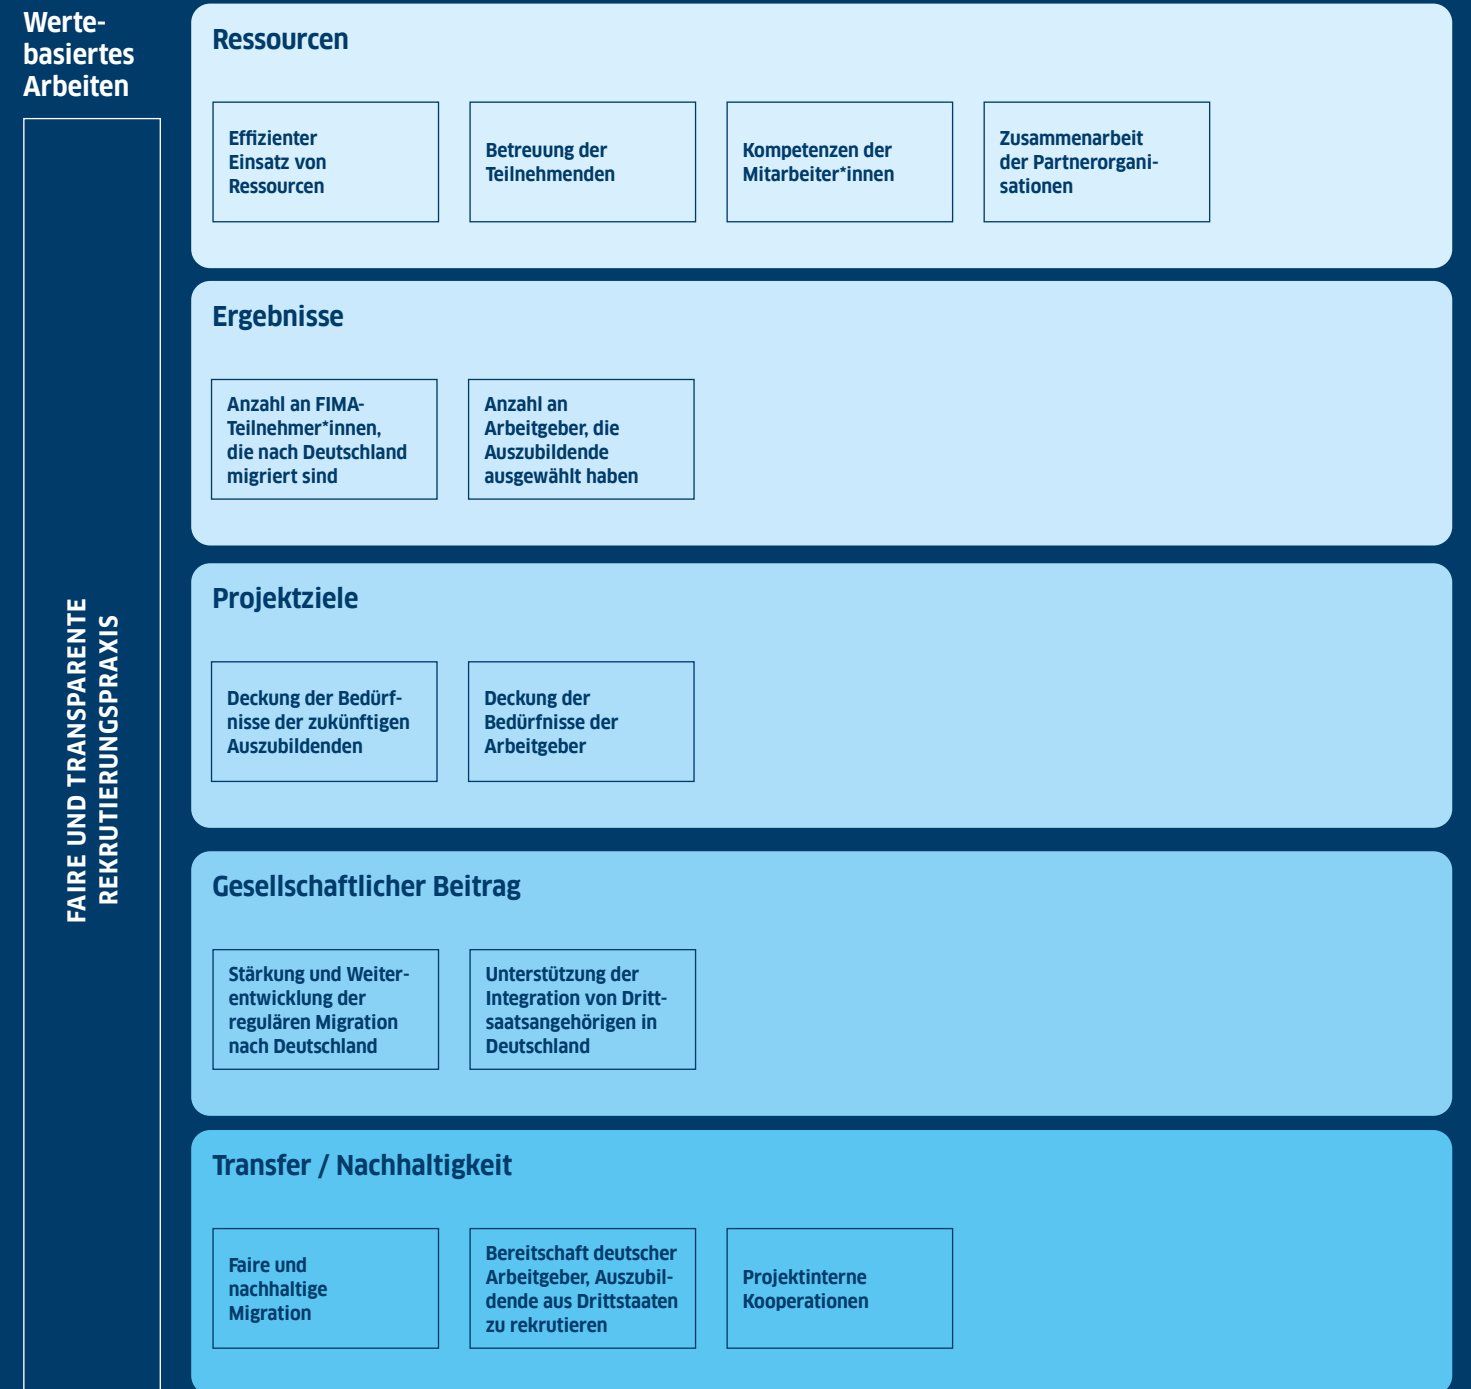 Werte-
basiertes
Arbeiten
FAIRE UND TRANSPARENTE
REKRUTIERUNGSPRAXIS
Ressourcen
Effizienter
Einsatz von
Ressourcen
Betreuung der
Teilnehmenden
Kompetenzen der
Mitarbeiter*innen
Zusammenarbeit
der Partnerorgani-
sationen
Ergebnisse
Anzahl an FIMA-
Teilnehmer*innen,
die nach Deutschland
migriert sind
Anzahl an
Arbeitgeber, die
Auszubildende
ausgewählt haben
Projektziele
Deckung der Bedürf-
nisse der zukünftigen
Auszubildenden
Deckung der
Bedürfnisse der
Arbeitgeber
Gesellschaftlicher Beitrag
Stärkung und Weiter-
entwicklung der
regulären Migration
nach Deutschland
Unterstützung der
Integration von Dritt-
saatsangehörigen in
Deutschland
Transfer / Nachhaltigkeit
Faire und
nachhaltige
Migration
Bereitschaft deutscher
Arbeitgeber, Auszubil-
dende aus Drittstaaten
zu rekrutieren
Projektinterne
Kooperationen